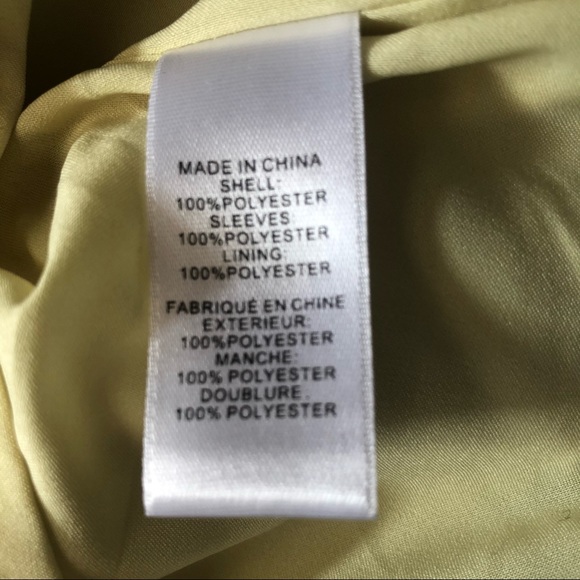 MADE IN CHINA
SHELL:
100%POLYESTER
SLEEVES:
100%POLYESTER
LINING:
100%POLYESTER
FABRIQUÉ EN CHINE
EXTERIEUR:
100%POLYESTER
MANCHE:
100% POLYESTER
DOUBLURE:
100% POLYESTER